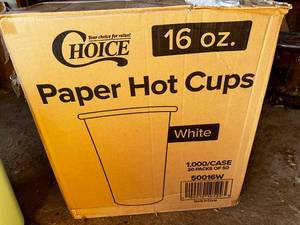 Your choice for value!
CHOICE
16 oz.
Paper Hot Cups
White
1,000/CASE
20 PACKS OF 50
50016W